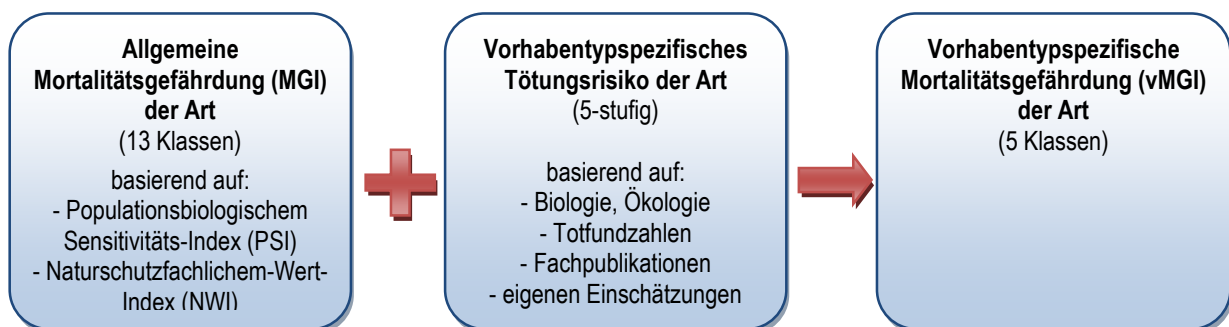 Allgemeine
Mortalitätsgefährdung (MGI)
der Art
(13 Klassen)
basierend auf:
- Populationsbiologischem
Sensitivitäts-Index (PSI)
- Naturschutzfachlichem-Wert-
Index (NWI)
Vorhabentypspezifisches
Tötungsrisiko der Art
(5-stufig)
basierend auf:
- Biologie, Ökologie
- Totfundzahlen
- Fachpublikationen
- eigenen Einschätzungen
Vorhabentypspezifische
Mortalitätsgefährdung (vMGI)
der Art
(5 Klassen)